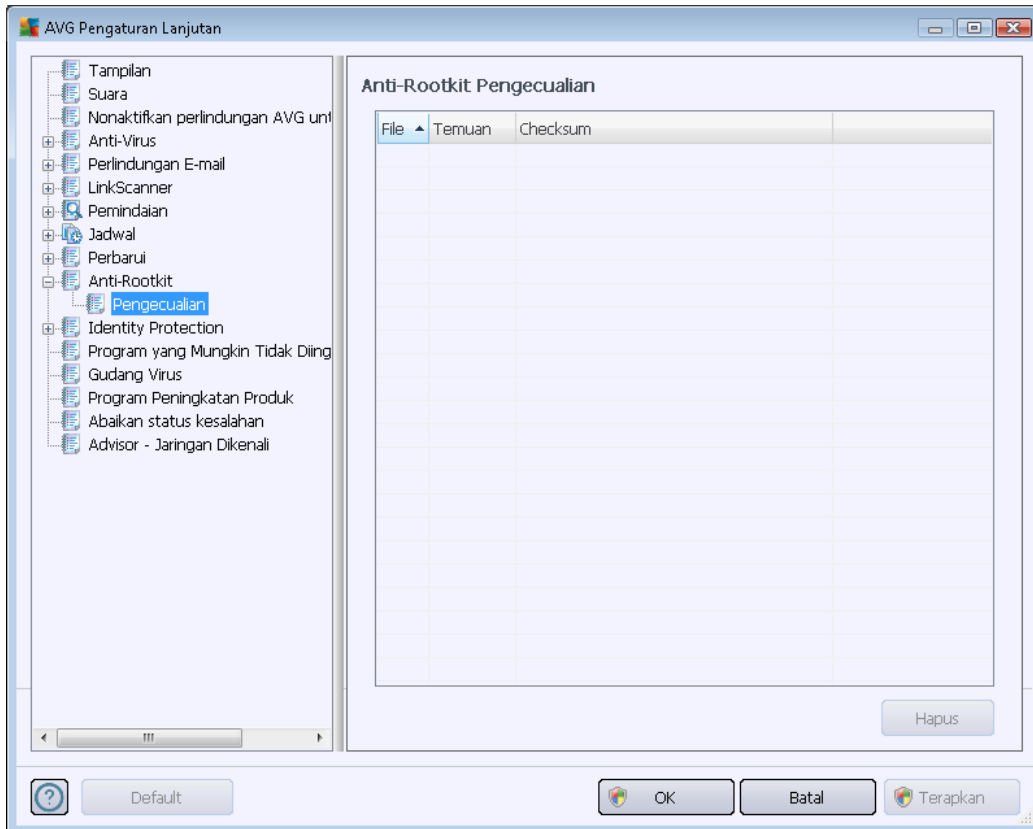 AVG Pengaturan Lanjutan
Tampilan
Suara
Nonaktifkan perlindungan AVG unt
Anti-Virus
Perlindungan E-mail
LinkScanner
Pemindaian
Jadwal
Perbarui
Anti-Rootkit
Pengecualian
Identity Protection
Program yang Mungkin Tidak Diing
Gudang Virus
Program Peningkatan Produk
Abaikan status kesalahan
Advisor - Jaringan Dikenali
Anti-Rootkit Pengecualian
File Temuan Checksum
Hapus
? Default OK Batal Terapkan